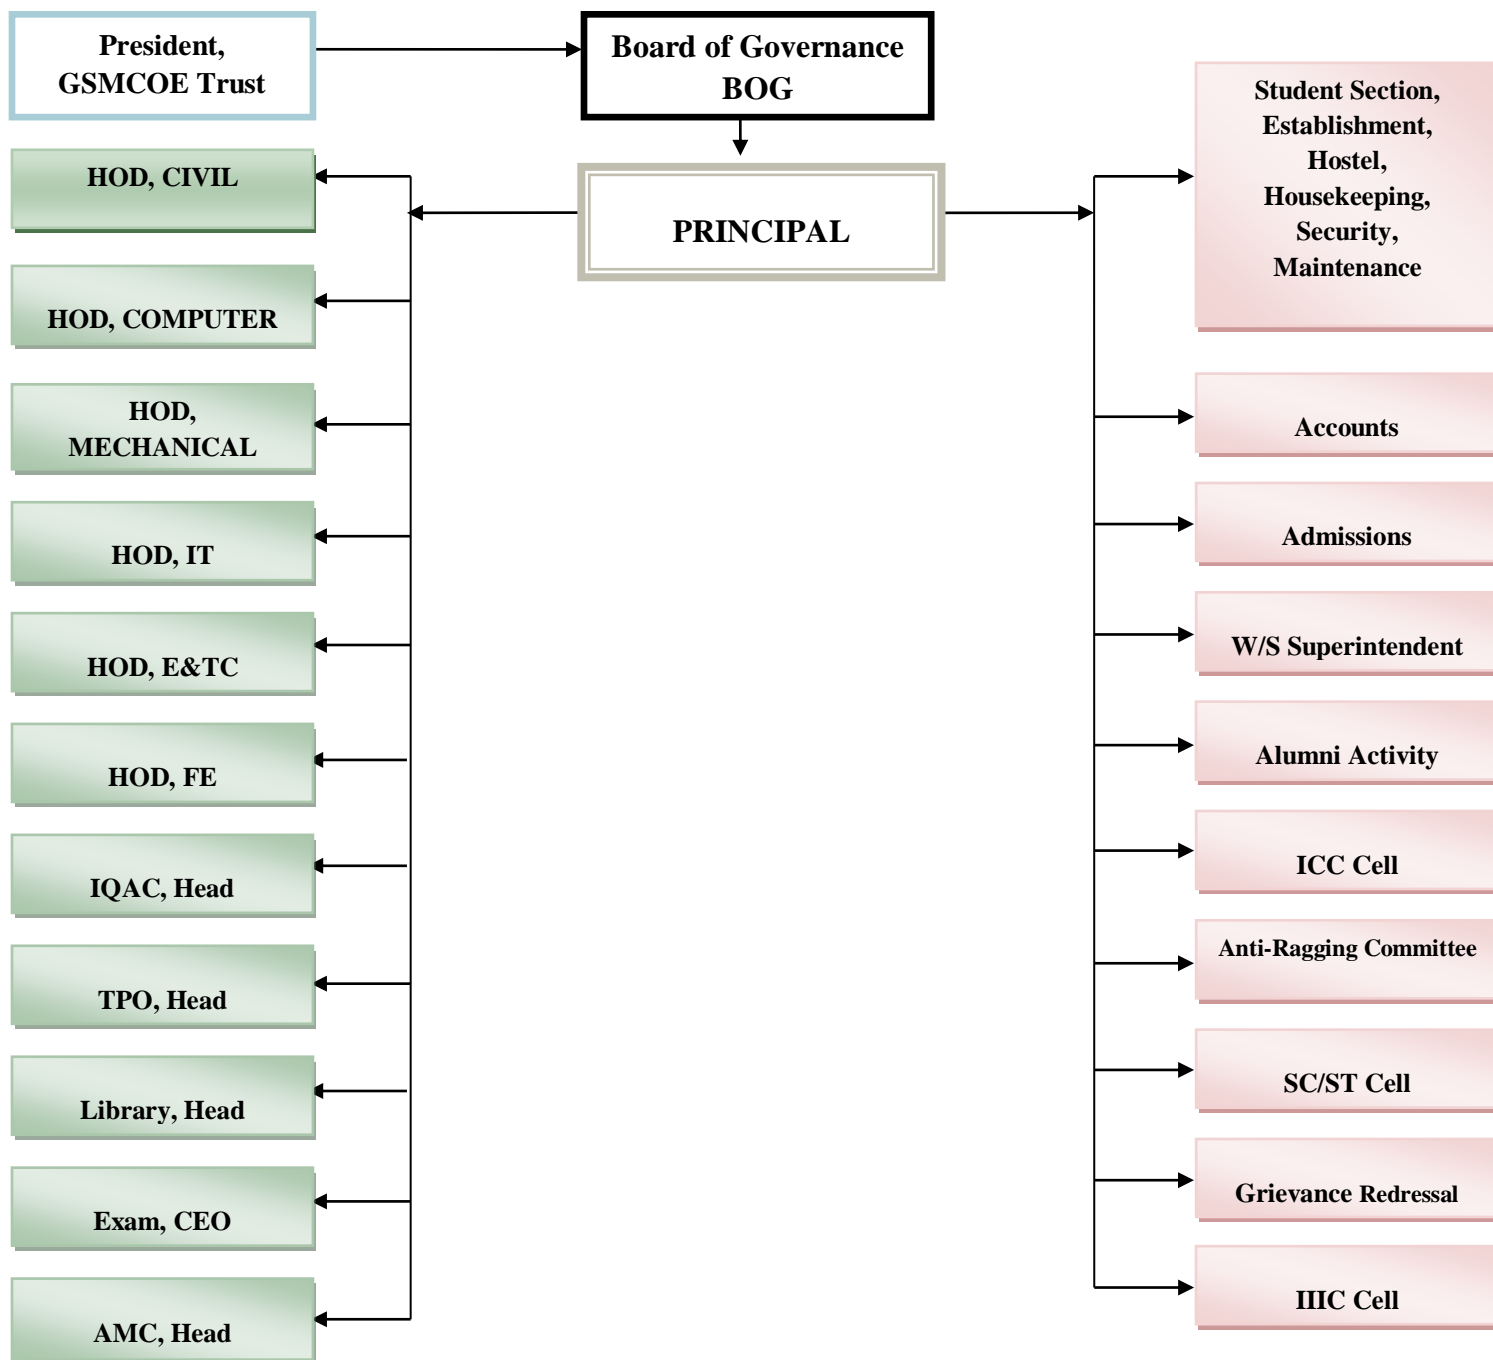 President,
GSMCOE Trust
Board of Governance
BOG
PRINCIPAL
HOD, CIVIL
HOD, COMPUTER
HOD,
MECHANICAL
HOD, IT
HOD, E&TC
HOD, FE
IQAC, Head
TPO, Head
Library, Head
Exam, CEO
AMC, Head
Student Section,
Establishment,
Hostel,
Housekeeping,
Security,
Maintenance
Accounts
Admissions
W/S Superintendent
Alumni Activity
ICC Cell
Anti-Ragging Committee
SC/ST Cell
Grievance Redressal
IIIC Cell